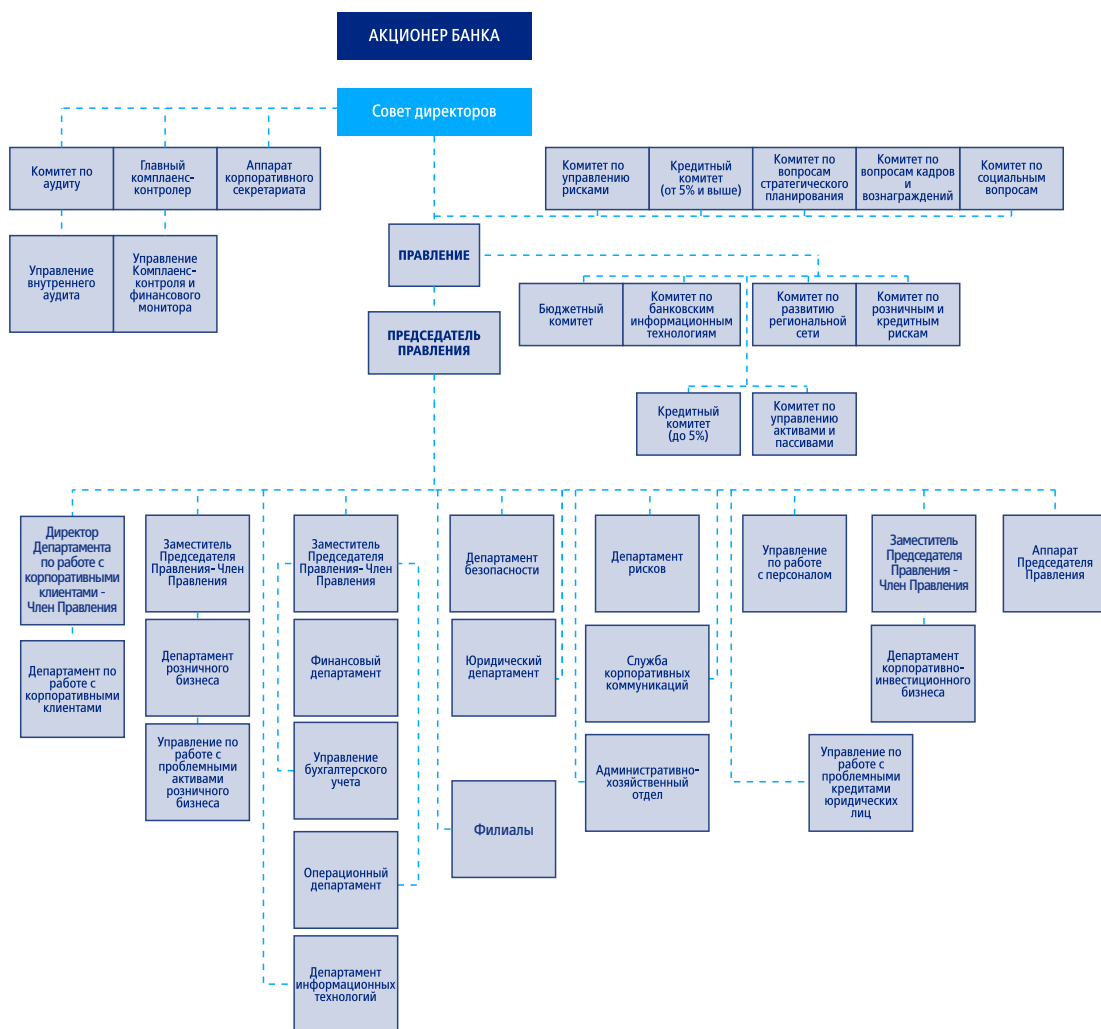 АКЦИОНЕР БАНКА
Совет директоров
Комитет по
аудиту
Главный
комплаенс-
контролер
Аппарат
корпоративного
секретариата
Комитет по
управлению
рисками
Кредитный
комитет
(от 5% и выше)
Комитет по
вопросам
стратегического
планирования
Комитет по
вопросам кадров
и
вознаграждений
Комитет по
социальным
вопросам
Управление
внутреннего
аудита
Управление
Комплаенс-
контроля и
финансового
монитора
ПРАВЛЕНИЕ
Бюджетный
комитет
Комитет по
банковским
информационным
технологиям
Комитет по
развитию
региональной
сети
Комитет по
розничным и
кредитным
рискам
ПРЕДСЕДАТЕЛЬ
ПРАВЛЕНИЯ
Кредитный
комитет
(до 5%)
Комитет по
управлению
активами и
пассивами
Директор
Департамента
по работе с
корпоративными
клиентами -
Член Правления
Заместитель
Председателя
Правления- Член
Правления
Заместитель
Председателя
Правления- Член
Правления
Департамент
безопасности
Департамент
рисков
Управление
по работе
с персоналом
Заместитель
Председателя
Правления -
Член Правления
Аппарат
Председателя
Правления
Департамент по
работе с
корпоративными
клиентами
Департамент
розничного
бизнеса
Финансовый
департамент
Юридический
департамент
Служба
корпоративных
коммуникаций
Департамент
корпоративно-
инвестиционного
бизнеса
Управление по
работе с
проблемными
активами
розничного
бизнеса
Управление
бухгалтерского
учета
Филиалы
Административно-
хозяйственный
отдел
Управление по
работе с
проблемными
кредитами
юридических
лиц
Операционный
департамент
Департамент
информационных
технологий